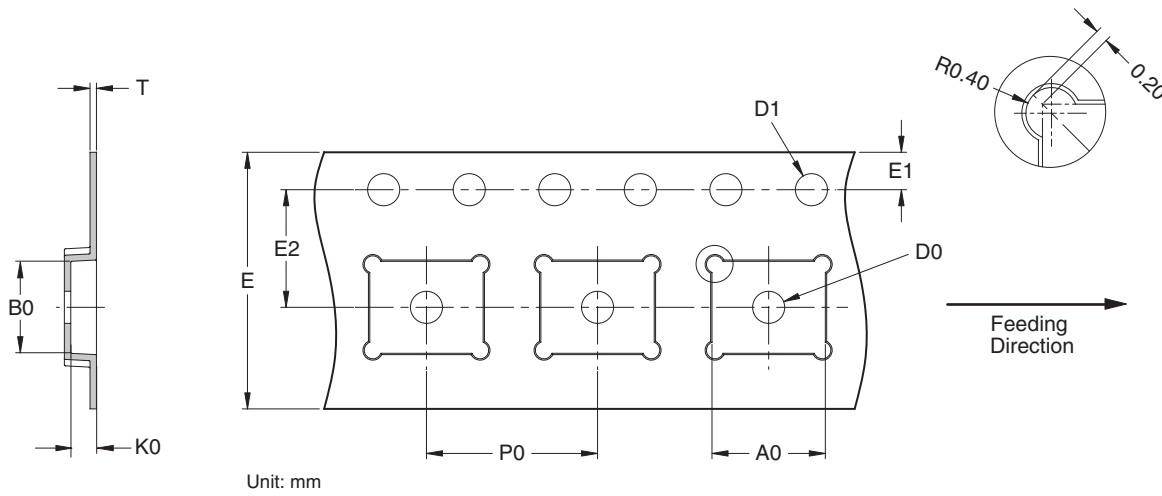 T
D1
R0.40
0.20
E1
E2
E
B0
D0
Feeding
Direction
K0
P0
A0
Unit: mm